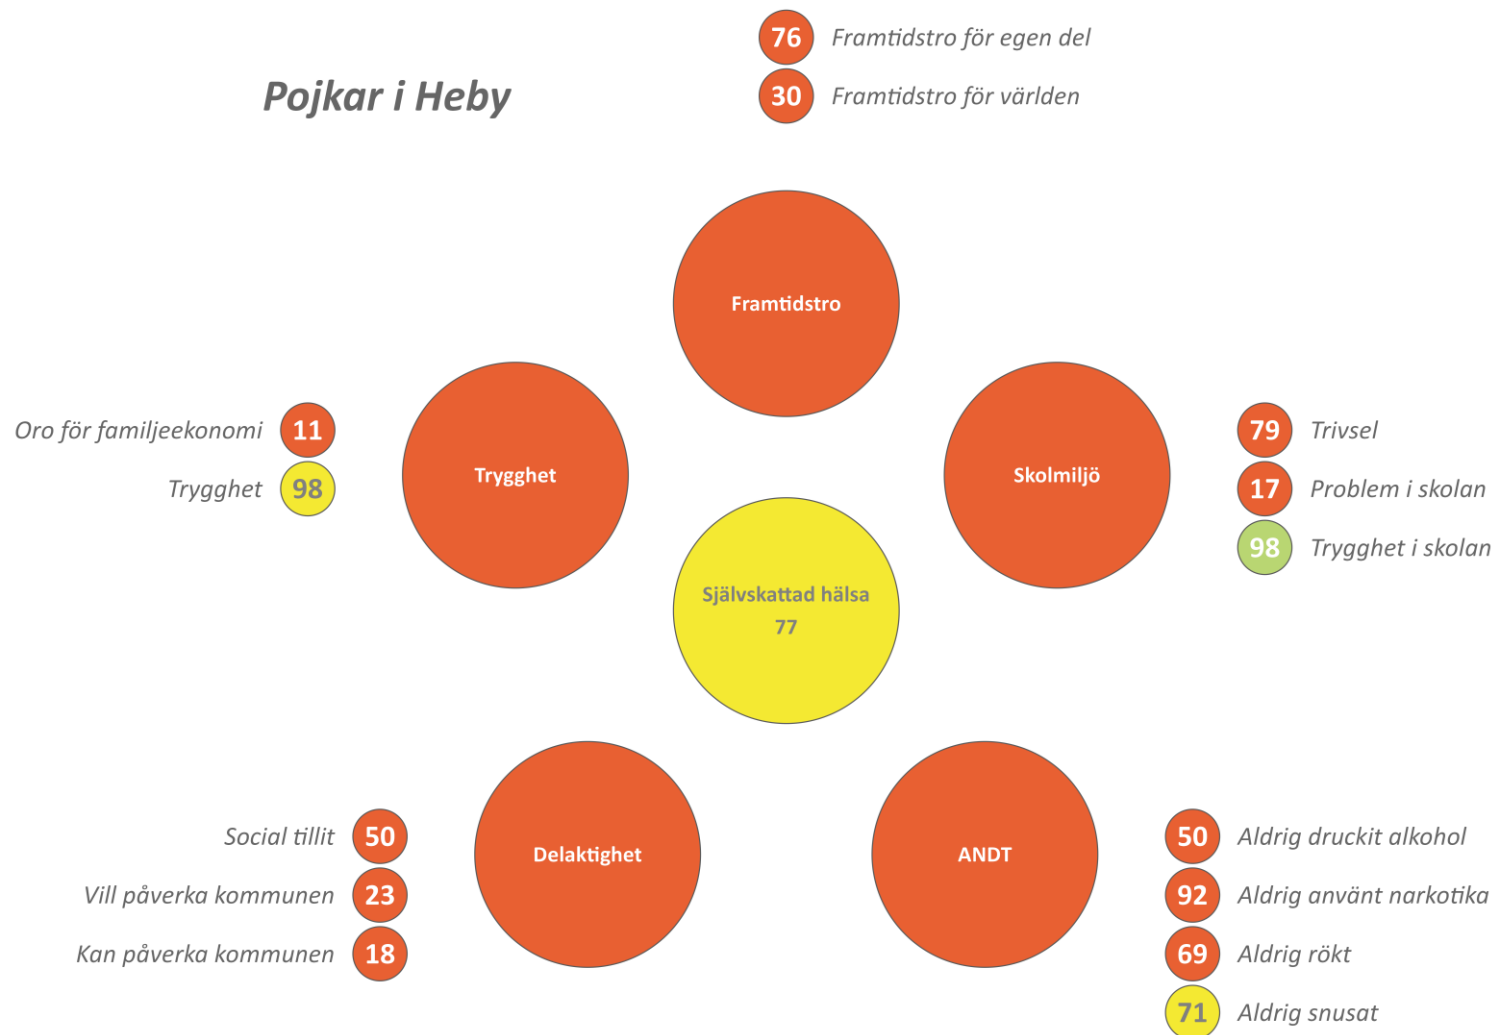 76 Framtidstro för egen del
Pojkar i Heby
30 Framtidstro för världen
Framtidstro
Oro för familjeekonomi 11
Trygghet 98
Trygghet
Skolmiljö
79 Trivsel
17 Problem i skolan
98 Trygghet i skolan
Självskattad hälsa
77
Social tillit 50
Vill påverka kommunen 23
Kan påverka kommunen 18
Delaktighet
ANDT
50 Aldrig druckit alkohol
92 Aldrig använt narkotika
69 Aldrig rökt
71 Aldrig snusat